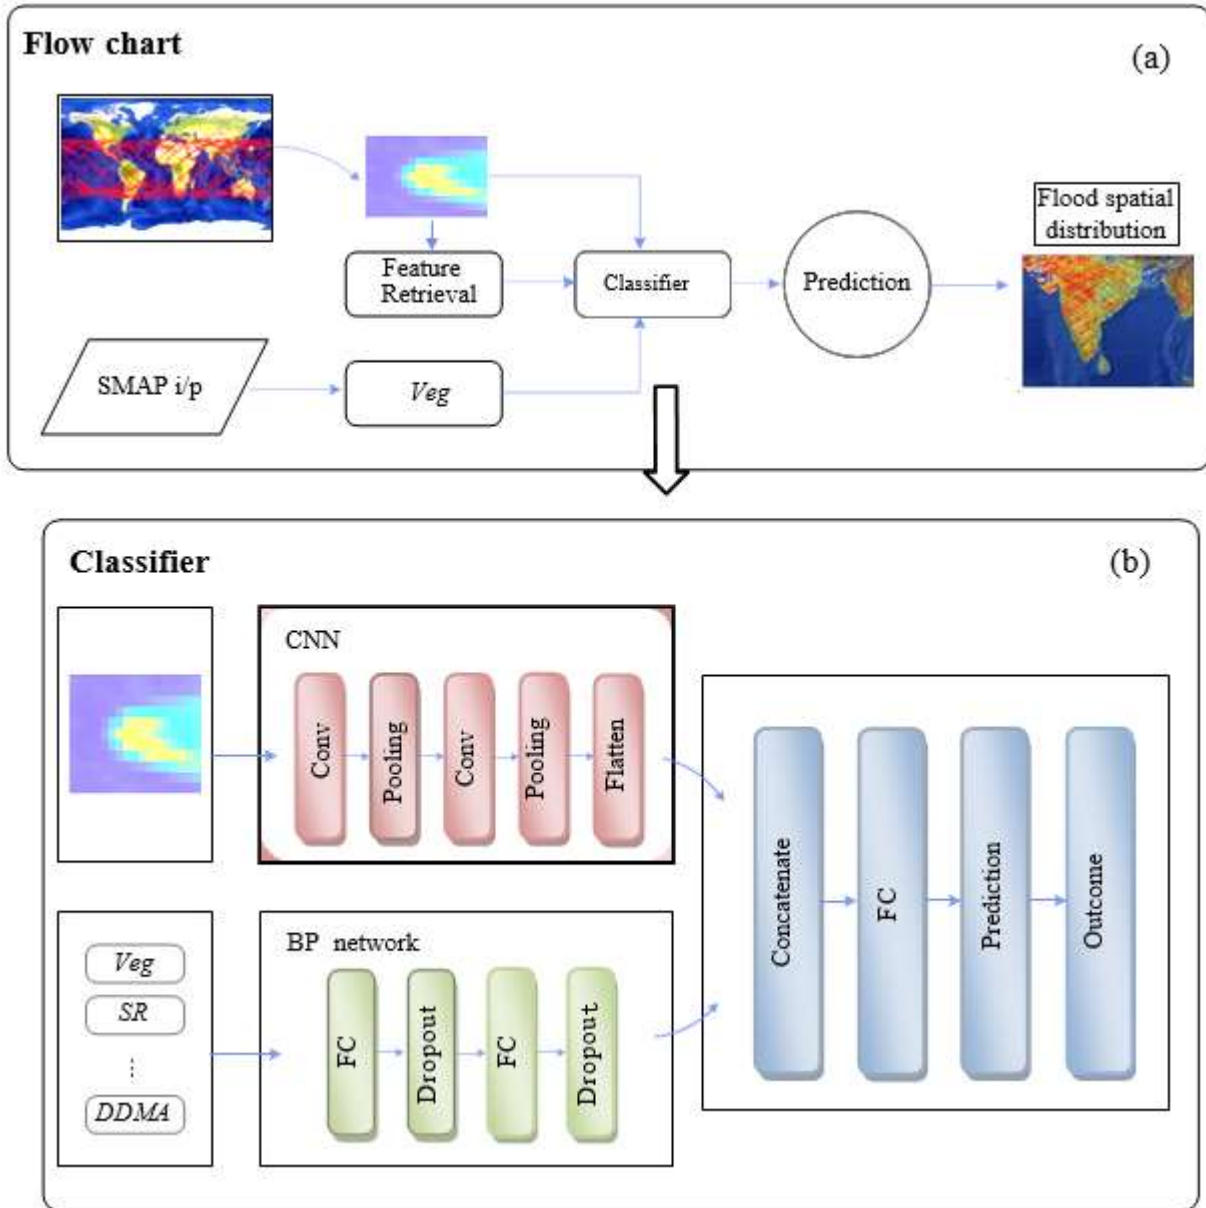 Flow chart
(a)
Flood spatial
distribution
Feature
Retrieval
Classifier
Prediction
SMAP i/p
Veg
Classifier
(b)
CNN
Conv
Pooling
Conv
Pooling
Flatten
Veg
SR
⋮
DDMA
BP network
FC
Dropout
FC
Dropout
Concatenate
FC
Prediction
Outcome